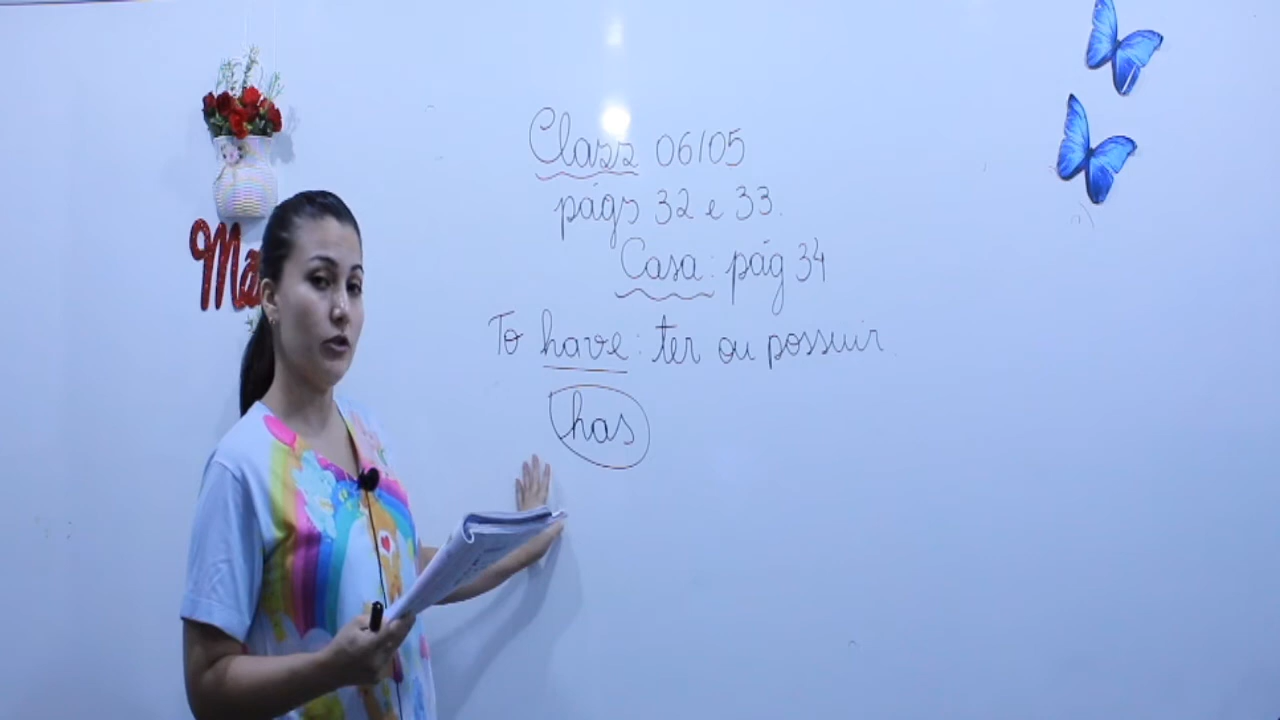 Class 06/05
págs 32 e 33.
Casa: pág 34
To have: ter ou possuir.
has